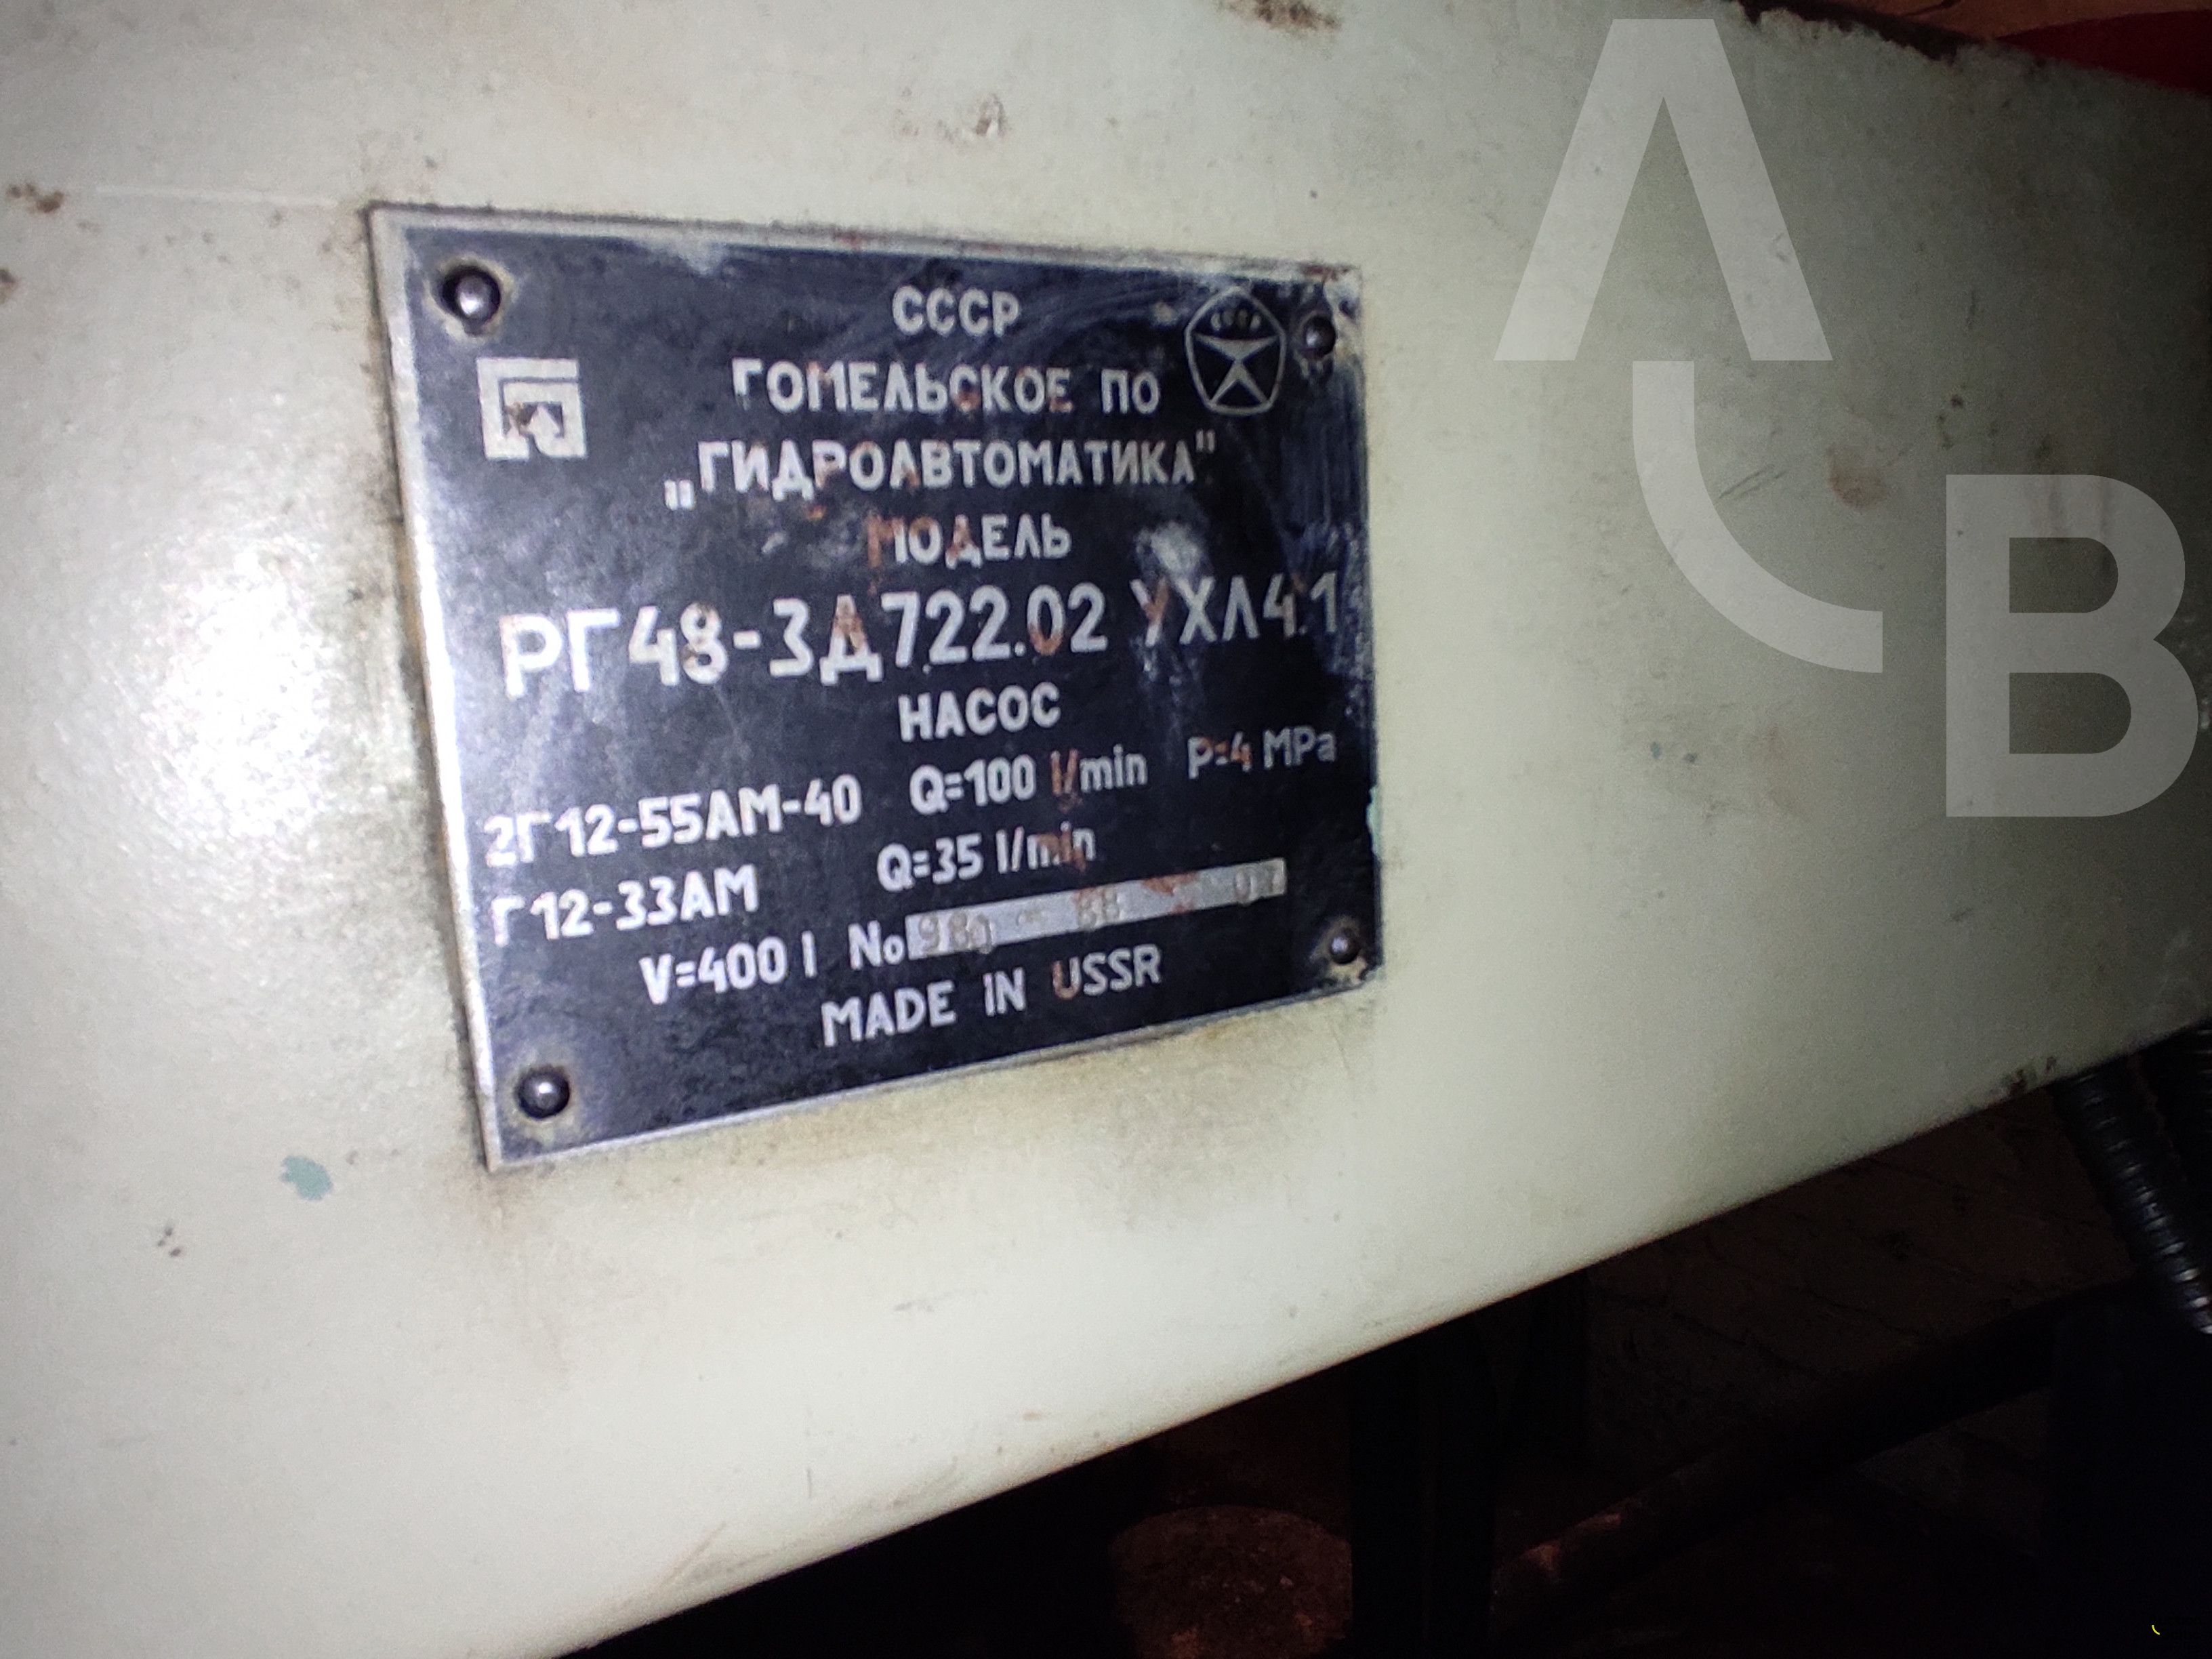 СССР
ГОМЕЛЬСКОЕ ПО
„ГИДРОАВТОМАТИКА"
МОДЕЛЬ
РГ48-3Д722.02 УХЛ4.1
НАСОС
2Г12-55АМ-40 Q=100 l/min P=4 MPa
Г12-33АМ Q=35 l/min
V=400 l No
MADE IN USSR
А
В